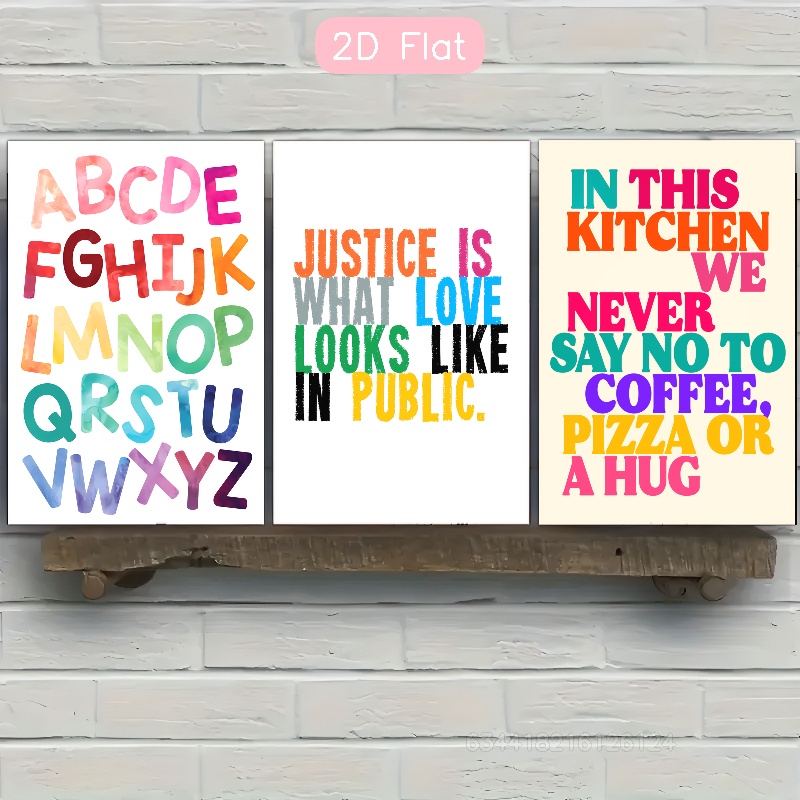 2D Flat
ABCDE
FGHIJK
LMNOP
QRSTU
VWXYZ
JUSTICE IS
WHAT LOVE
LOOKS LIKE
IN PUBLIC.
IN THIS
KITCHEN
WE
NEVER
SAY NO TO
COFFEE,
PIZZA OR
A HUG
634418216126124